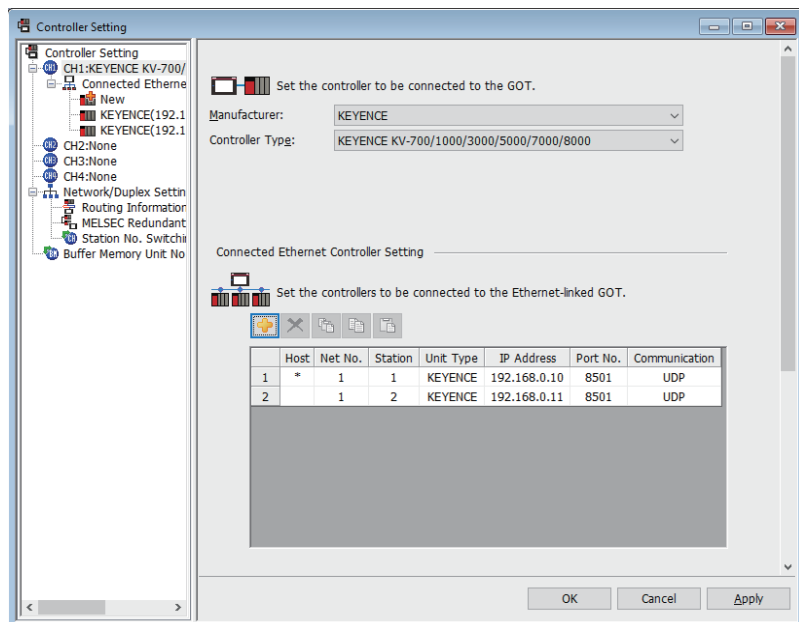 Controller Setting
Controller Setting
CH1:KEYENCE KV-700/
Connected Etherne
New
KEYENCE(192.1
KEYENCE(192.1
CH2:None
CH3:None
CH4:None
Network/Duplex Settin
Routing Information
MELSEC Redundant
Station No. Switchi
Buffer Memory Unit No
Set the controller to be connected to the GOT.
Manufacturer: KEYENCE
Controller Type: KEYENCE KV-700/1000/3000/5000/7000/8000
Connected Ethernet Controller Setting
Set the controllers to be connected to the Ethernet-linked GOT.
Host Net No. Station Unit Type IP Address Port No. Communication
1 * 1 1 KEYENCE 192.168.0.10 8501 UDP
2 1 2 KEYENCE 192.168.0.11 8501 UDP
OK Cancel Apply